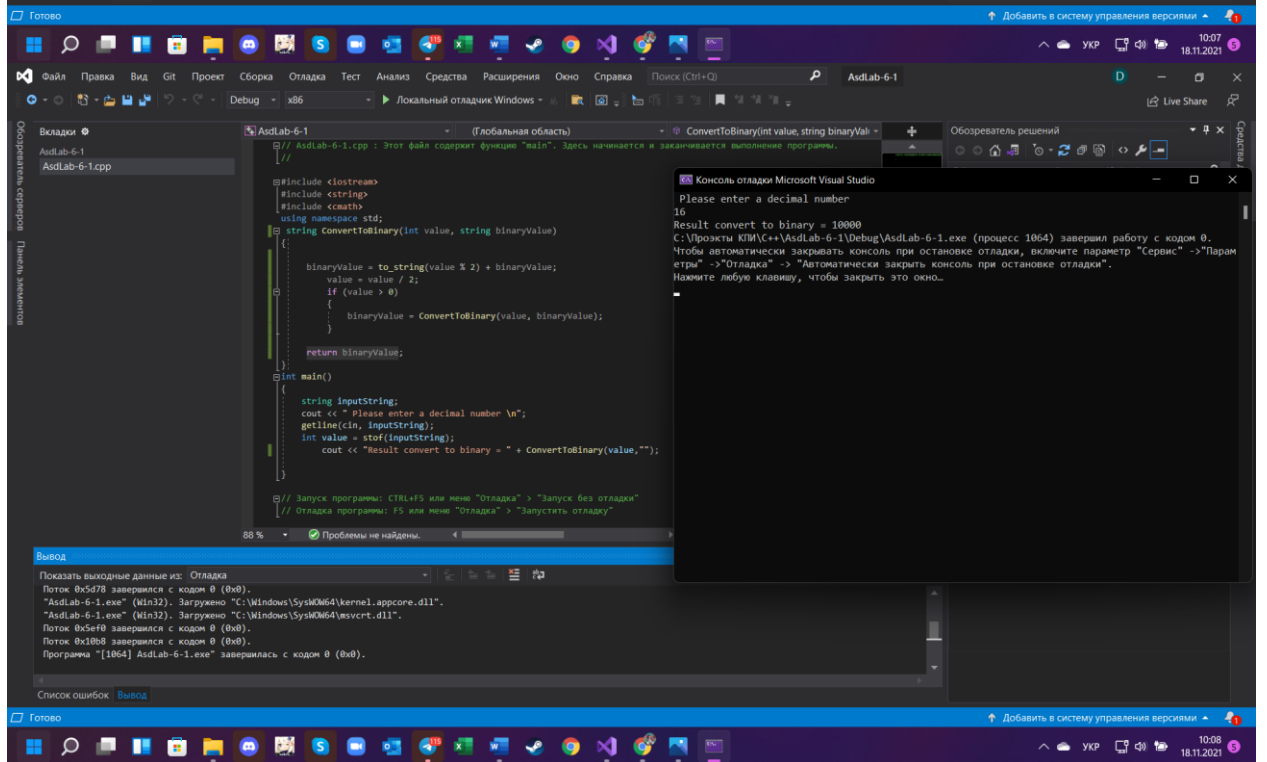 Готово
Добавить в систему управления версиями
1
S
115
УКР
10:07
18.11.2021
5
Файл Правка Вид Git Проект Сборка Отладка Тест Анализ Средства Расширения Окно Справка
Поиск (Ctrl+Q)
AsdLab-6-1
D
Debug x86 Локальный отладчик Windows
Live Share
Обозреватель серверов
Панель элементов
Вкладки
AsdLab-6-1
AsdLab-6-1.cpp
AsdLab-6-1 (Глобальная область) ConvertToBinary(int value, string binaryVal
Обозреватель решений
Средства
// AsdLab-6-1.cpp : Этот файл содержит функцию "main". Здесь начинается и заканчивается выполнение программы.
//
#include <iostream>
#include <string>
#include <cmath>
using namespace std;
string ConvertToBinary(int value, string binaryValue)
{
binaryValue = to_string(value % 2) + binaryValue;
value = value / 2;
if (value > 0)
{
binaryValue = ConvertToBinary(value, binaryValue);
}
return binaryValue;
}
int main()
{
string inputString;
cout << " Please enter a decimal number \n";
getline(cin, inputString);
int value = stof(inputString);
cout << "Result convert to binary = " + ConvertToBinary(value,"");
}
// Запуск программы: CTRL+F5 или меню "Отладка" > "Запуск без отладки"
// Отладка программы: F5 или меню "Отладка" > "Запустить отладку"
88 % Проблемы не найдены.
Консоль отладки Microsoft Visual Studio
Please enter a decimal number
16
Result convert to binary = 10000
C:\Проэкты КПИ\C++\AsdLab-6-1\Debug\AsdLab-6-1.exe (процесс 1064) завершил работу с кодом 0.
Чтобы автоматически закрывать консоль при остановке отладки, включите параметр "Сервис" ->"Парам
етры" ->"Отладка" -> "Автоматически закрыть консоль при остановке отладки".
Нажмите любую клавишу, чтобы закрыть это окно…
Вывод
Показать выходные данные из: Отладка
Поток 0x5d78 завершился с кодом 0 (0x0).
"AsdLab-6-1.exe" (Win32). Загружено "C:\Windows\SysWOW64\kernel.appcore.dll".
"AsdLab-6-1.exe" (Win32). Загружено "C:\Windows\SysWOW64\msvcrt.dll".
Поток 0x5ef0 завершился с кодом 0 (0x0).
Поток 0x10b8 завершился с кодом 0 (0x0).
Программа "[1064] AsdLab-6-1.exe" завершилась с кодом 0 (0x0).
Список ошибок Вывод
Готово
Добавить в систему управления версиями
1
S
115
УКР
10:08
18.11.2021
5